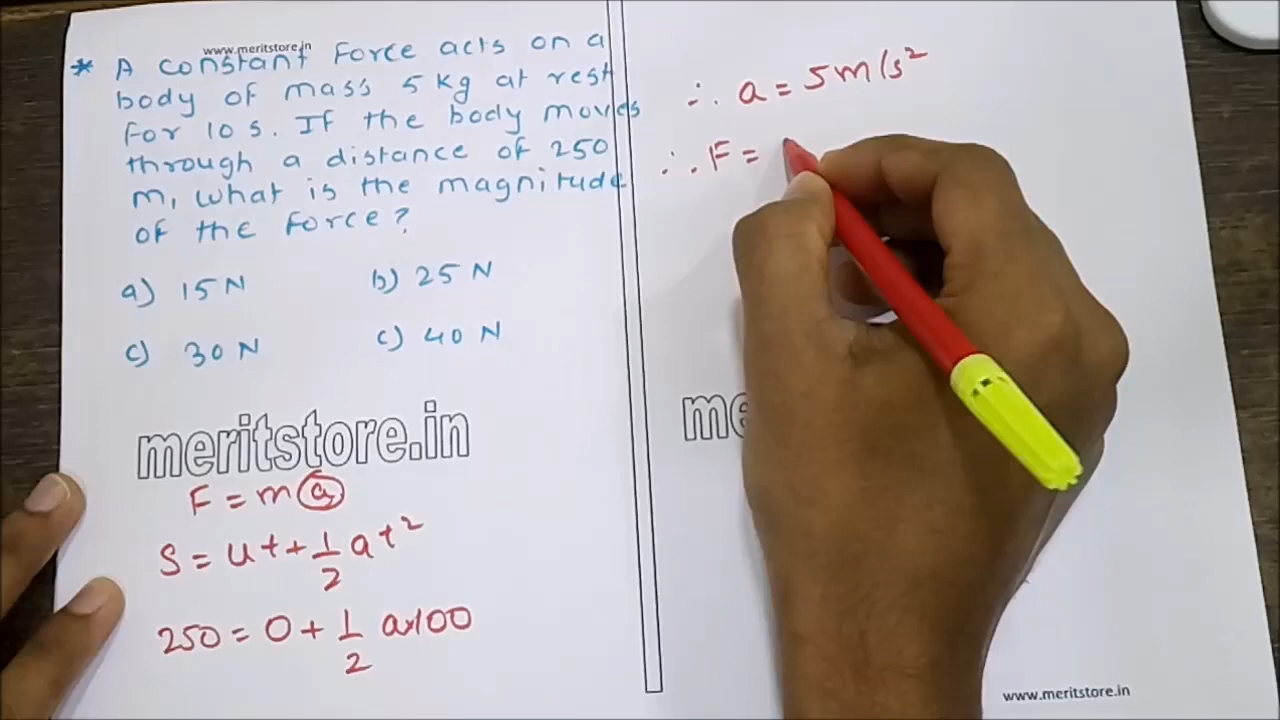 www.meritstore.in
* A constant Force acts on a
body of mass 5 kg at rest
for 10 s. If the body moves
through a distance of 250
m, what is the magnitude
of the force?
a) 15 N b) 25 N
c) 30 N c) 40 N
meritstore.in
F = ma
S = ut + 1/2 at²
250 = 0 + 1/2 a×100
∴ a = 5 m/s²
∴ F =
me
www.meritstore.in